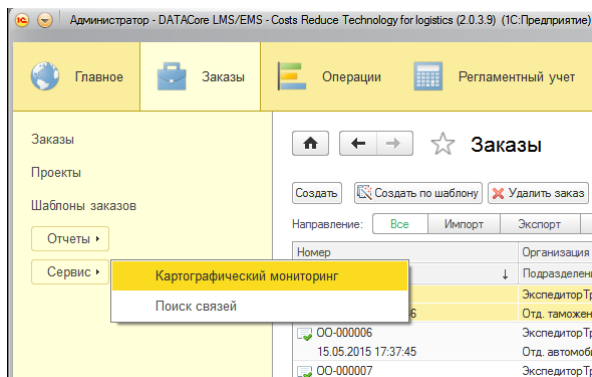 Администратор - DATACore LMS/EMS - Costs Reduce Technology for logistics (2.0.3.9) (1С:Предприятие)
Главное Заказы Операции Регламентный учет
Заказы
Проекты
Шаблоны заказов
Отчеты
Сервис
Картографический мониторинг
Поиск связей
Заказы
Создать Создать по шаблону Удалить заказ
Направление: Все Импорт Экспорт
Номер Организация
↓ Подразделен
ЭкспедиторТр
6 Отд. таможен
ОО-000006 ЭкспедиторТр
15.05.2015 17:37:45 Отд. автомоби
ОО-000007 ЭкспедиторТр